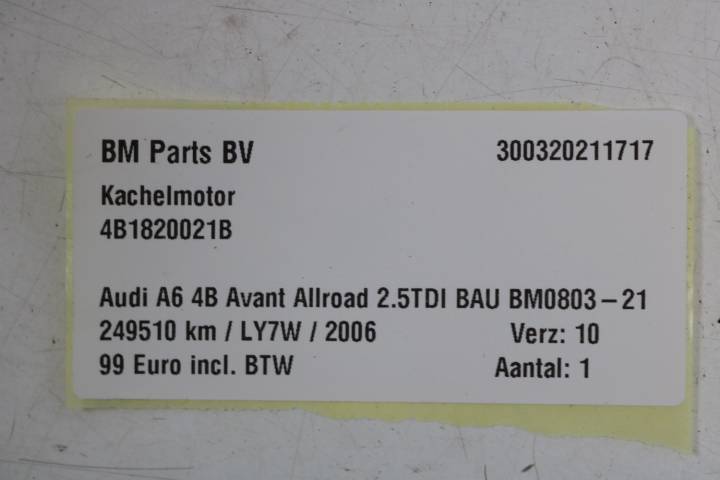 BM Parts BV 300320211717
Kachelmotor
4B1820021B
Audi A6 4B Avant Allroad 2.5TDI BAU BM0803-21
249510 km / LY7W / 2006 Verz: 10
99 Euro incl. BTW Aantal: 1